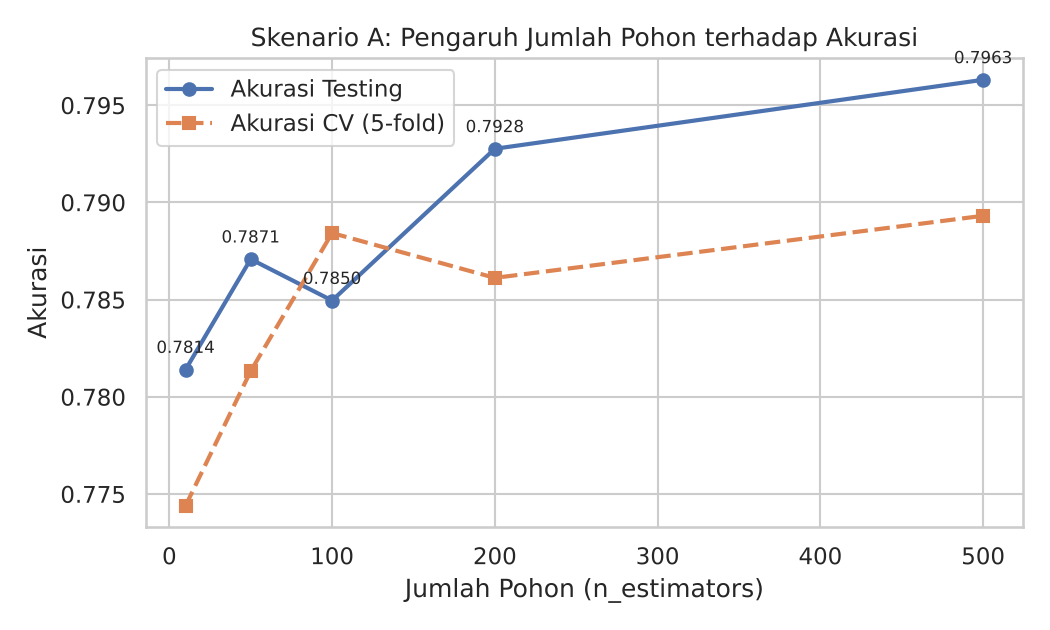 Skenario A: Pengaruh Jumlah Pohon terhadap Akurasi
Akurasi Testing
Akurasi CV (5-fold)
0.7963
0.7928
0.7871
0.7850
0.7814
0.795
0.790
0.785
0.780
0.775
Akurasi
0 100 200 300 400 500
Jumlah Pohon (n_estimators)